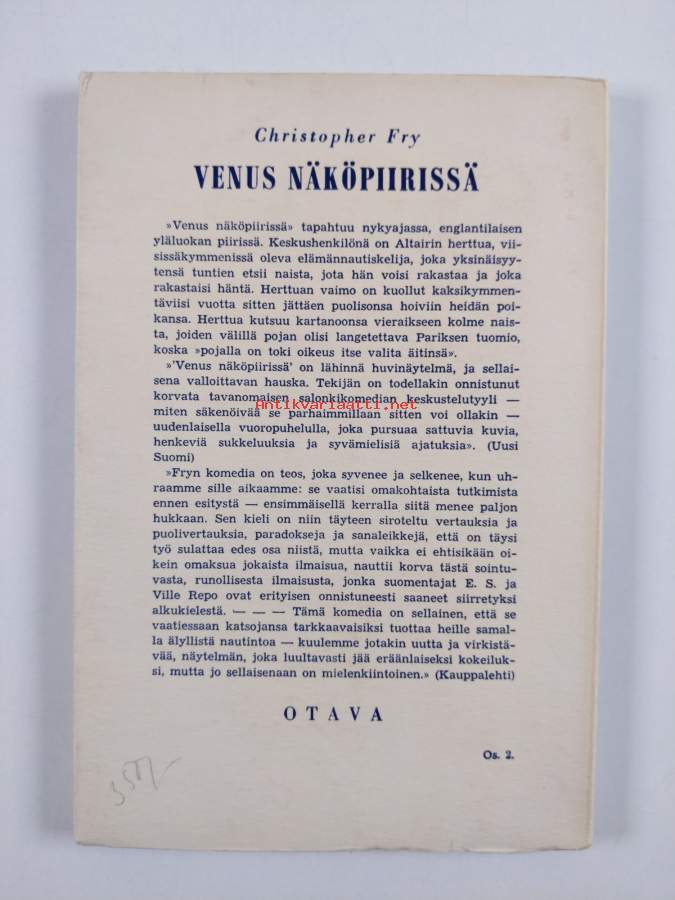 Christopher Fry
VENUS NÄKÖPIIRISSÄ
»Venus näköpiirissä» tapahtuu nykyajassa, englantilaisen
yläluokan piirissä. Keskushenkilönä on Altairin herttua, vii-
sissäkymmenissä oleva elämännautiskelija, joka yksinäisyy-
tensä tuntien etsii naista, jota hän voisi rakastaa ja joka
rakastaisi häntä. Herttuan vaimo on kuollut kaksikymmen-
täviisi vuotta sitten jättäen puolisonsa hoiviin heidän poi-
kansa. Herttua kutsuu kartanoonsa vieraikseen kolme nais-
ta, joiden välillä pojan olisi langetettava Pariksen tuomio,
koska »pojalla on toki oikeus itse valita äitinsä».
»'Venus näköpiirissä' on lähinnä huvinäytelmä, ja sellai-
sena valloittavan hauska. Tekijän on todellakin onnistunut
korvata tavanomaisen salonkikomedian keskustelutyyli —
Antikvariaatti.net
miten säkenöivää se parhaimmillaan sitten voi ollakin —
uudenlaisella vuoropuhelulla, joka pursuaa sattuvia kuvia,
henkeviä sukkeluuksia ja syvämielisiä ajatuksia». (Uusi
Suomi)
»Fryn komedia on teos, joka syvenee ja selkenee, kun uh-
raamme sille aikaamme: se vaatisi omakohtaista tutkimista
ennen esitystä — ensimmäisellä kerralla siitä menee paljon
hukkaan. Sen kieli on niin täyteen siroteltu vertauksia ja
puolivertauksia, paradokseja ja sanaleikkejä, että on täysi
työ sulattaa edes osa niistä, mutta vaikka ei ehtisikään oi-
kein omaksua jokaista ilmaisua, nauttii korva tästä sointu-
vasta, runollisesta ilmaisusta, jonka suomentajat E. S. ja
Ville Repo ovat erityisen onnistuneesti saaneet siirretyksi
alkukielestä. — — — Tämä komedia on sellainen, että se
vaatiessaan katsojansa tarkkaavaisiksi tuottaa heille samal-
la älyllistä nautintoa — kuulemme jotakin uutta ja virkistä-
vää, näytelmän, joka luultavasti jää eräänlaiseksi kokeiluk-
si, mutta jo sellaisenaan on mielenkiintoinen.» (Kauppalehti)
OTAVA
Os. 2.